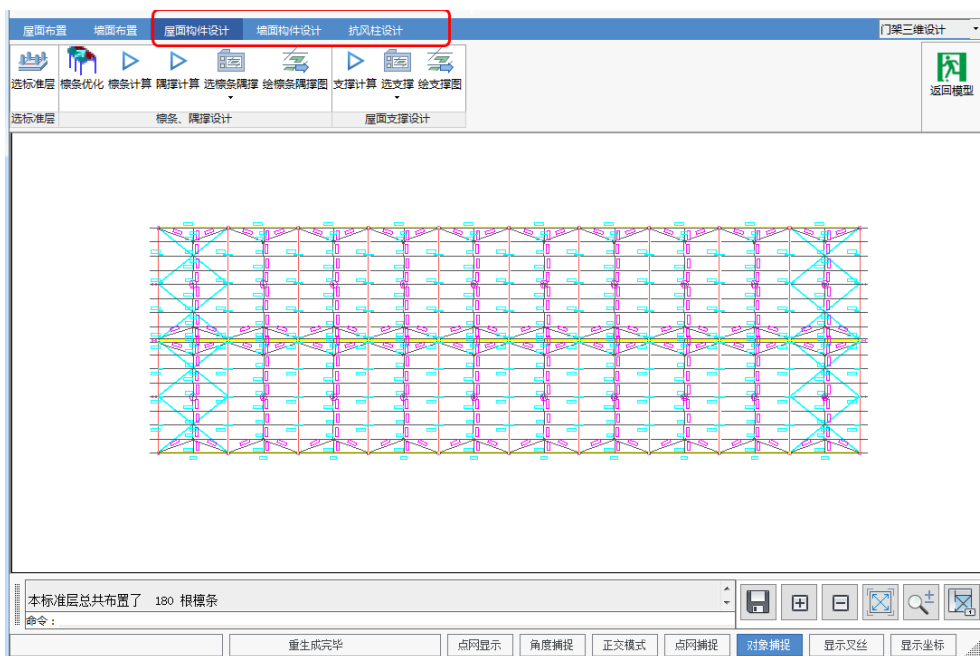 屋面布置 墙面布置 屋面构件设计 墙面构件设计 抗风柱设计 门架三维设计
选标准层 檩条优化 檩条计算 隅撑计算 选檩条隅撑 绘檩条隅撑图 支撑计算 选支撑 绘支撑图 返回模型
选标准层 檩条、隅撑设计 屋面支撑设计
本标准层总共布置了 180 根檩条
命令：
重生成完毕 点网显示 角度捕捉 正交模式 点网捕捉 对象捕捉 显示叉丝 显示坐标